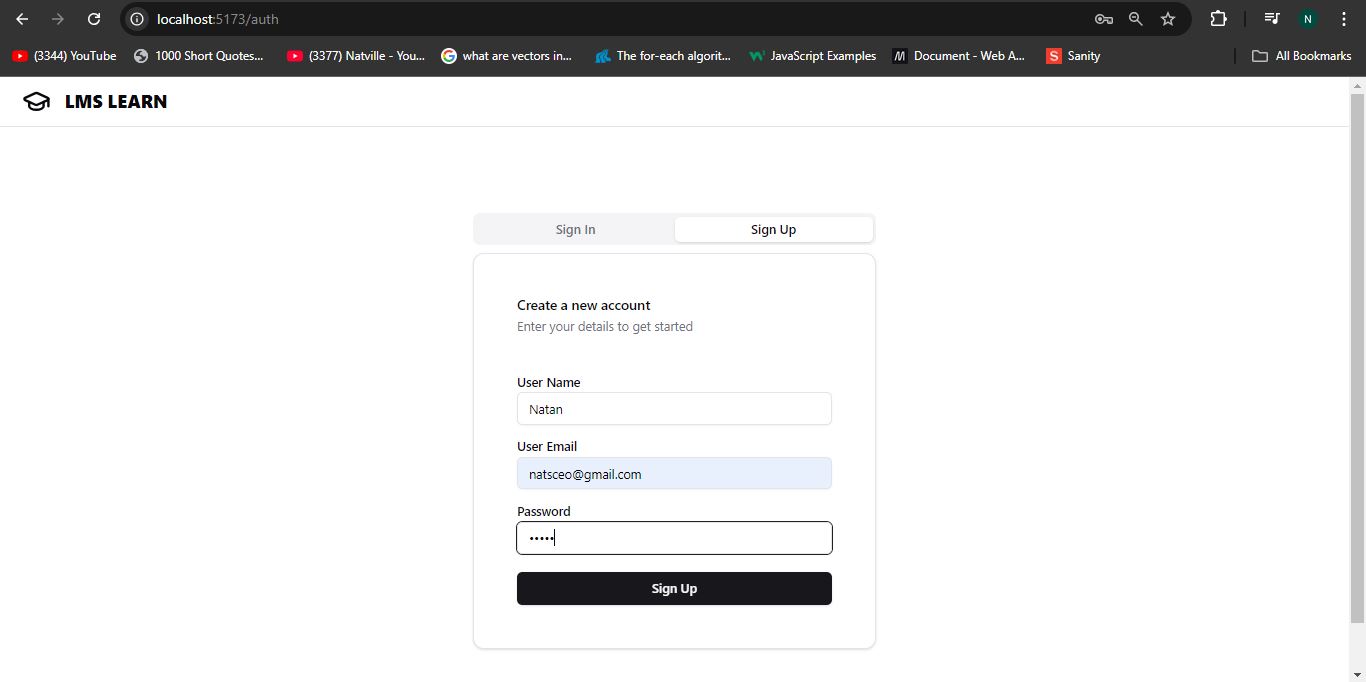 localhost:5173/auth
N
(3344) YouTube 1000 Short Quotes... (3377) Natville - You... what are vectors in... The for-each algorit... JavaScript Examples Document - Web A... S Sanity All Bookmarks
LMS LEARN
Sign In Sign Up
Create a new account
Enter your details to get started
User Name
Natan
User Email
natsceo@gmail.com
Password
•••••
Sign Up